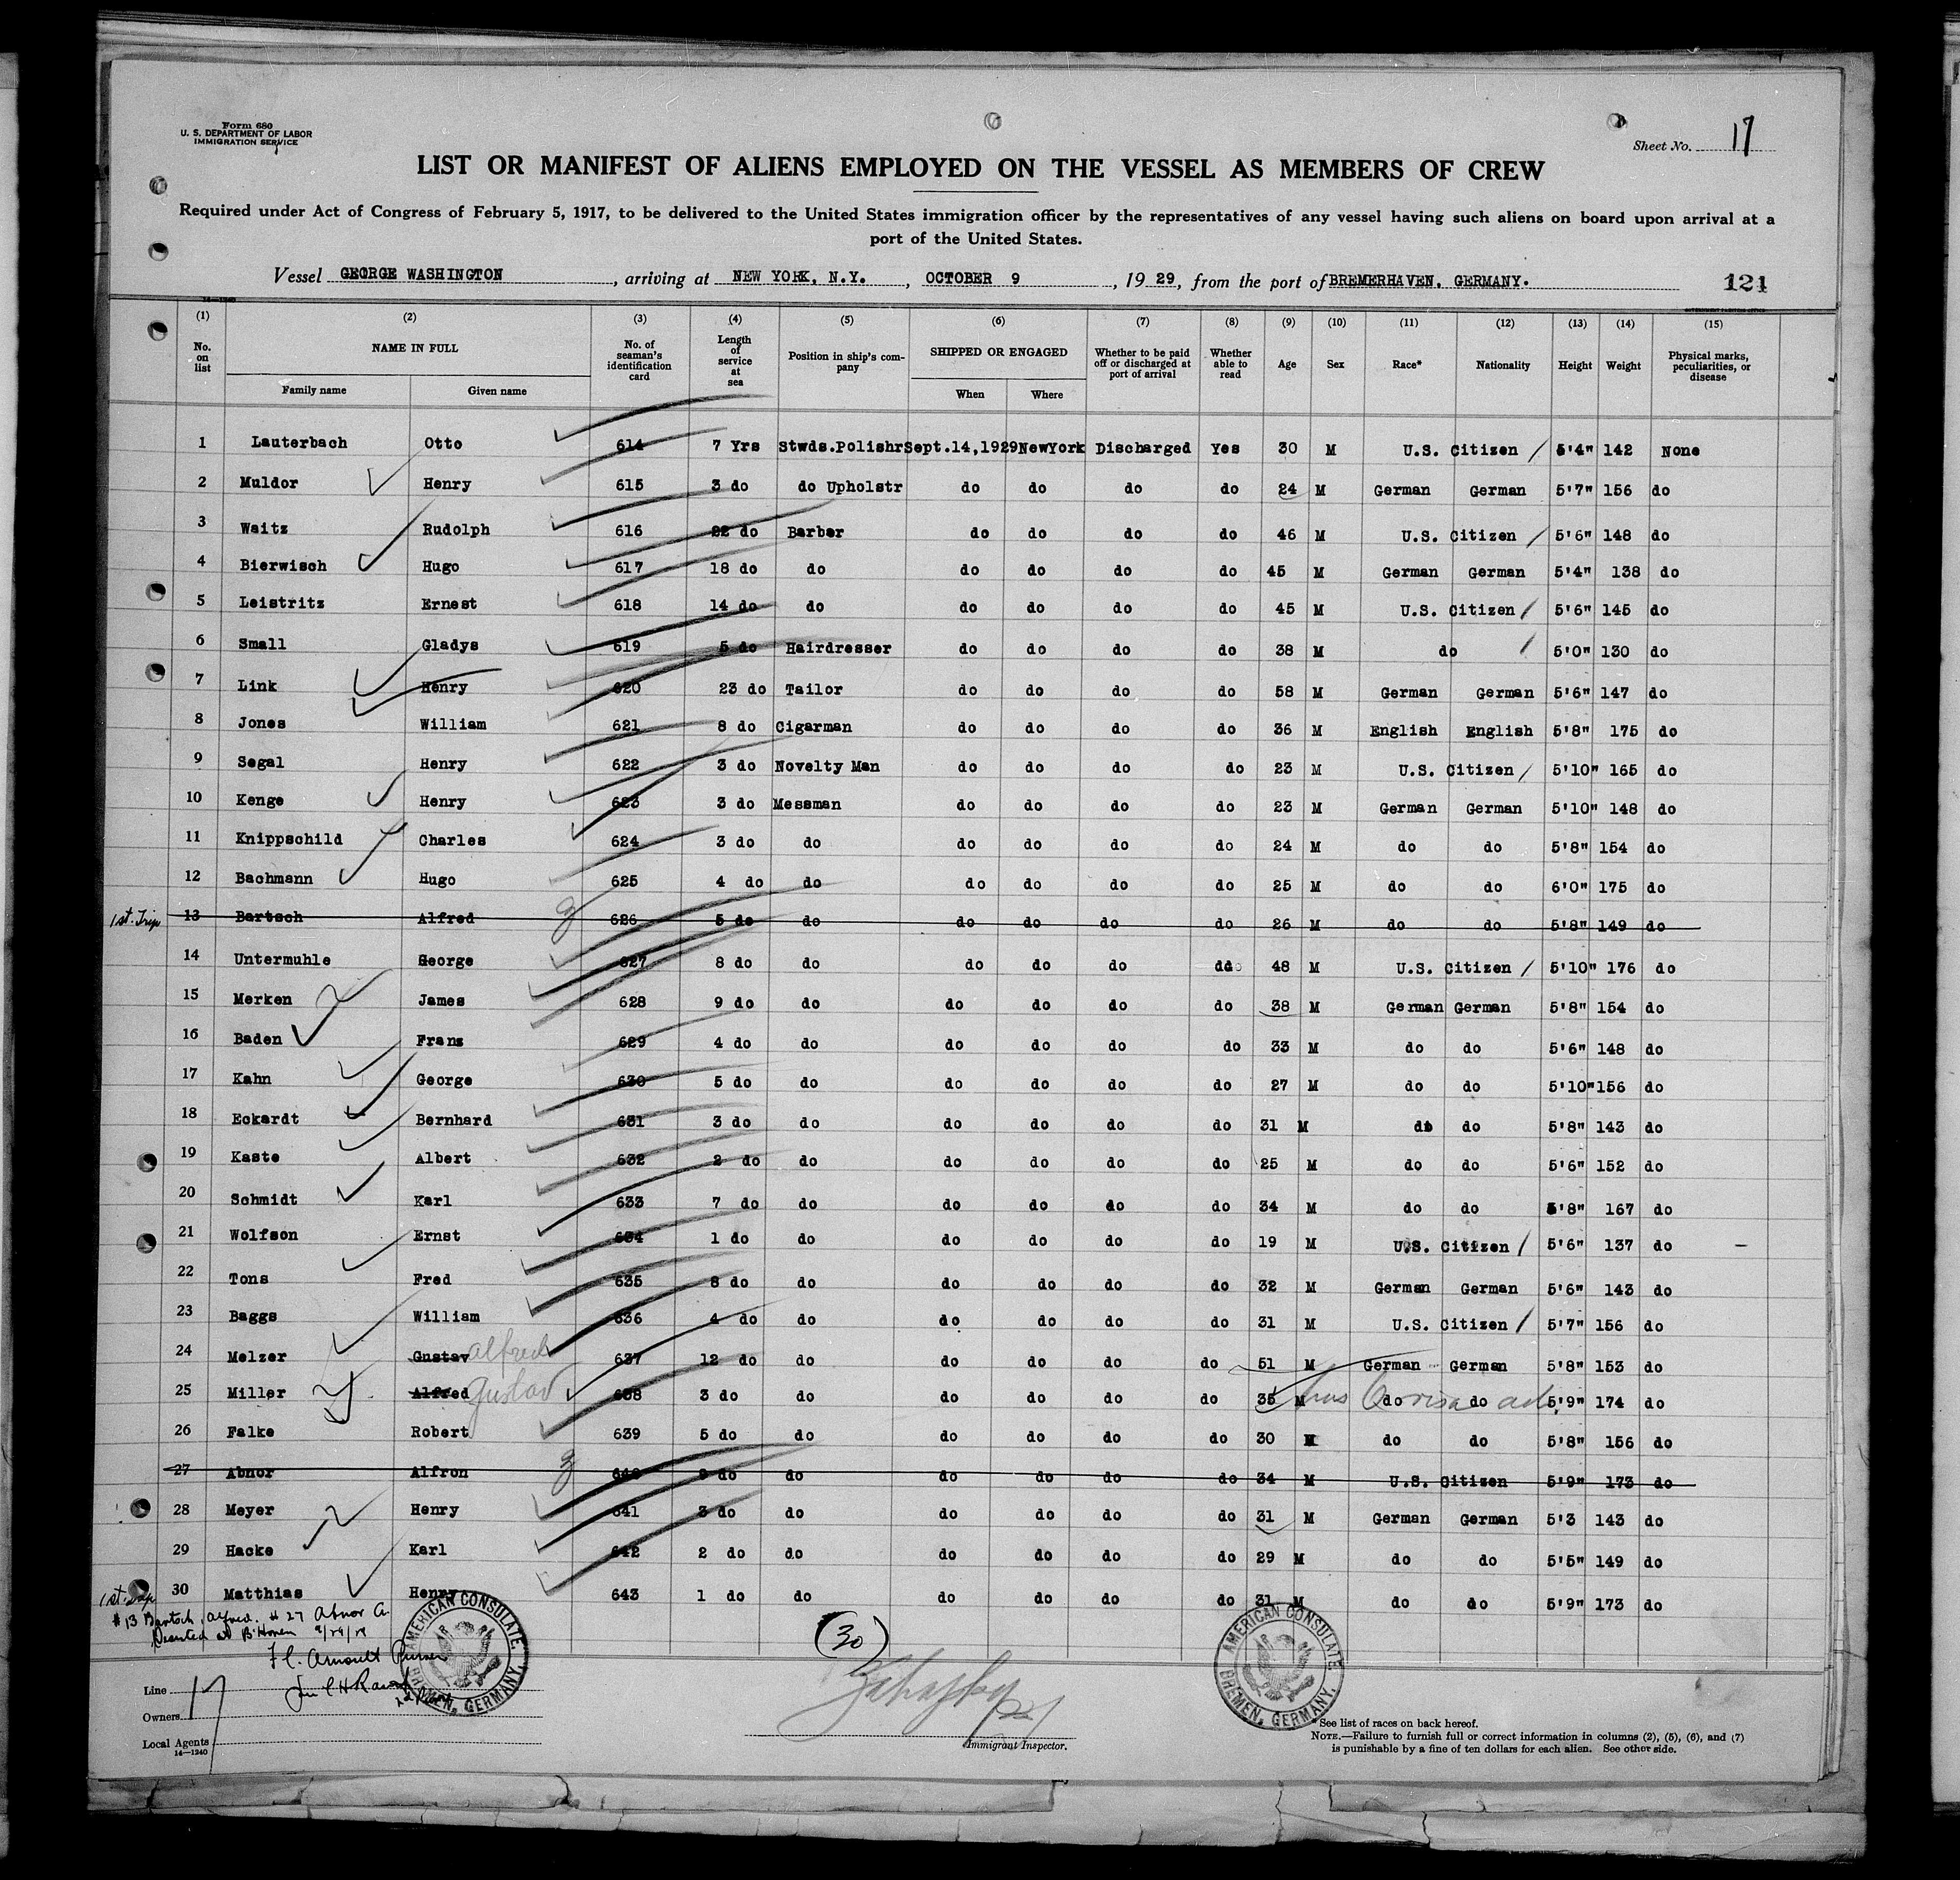 Form 680
U. S. DEPARTMENT OF LABOR
IMMIGRATION SERVICE
Sheet No. 17
LIST OR MANIFEST OF ALIENS EMPLOYED ON THE VESSEL AS MEMBERS OF CREW
Required under Act of Congress of February 5, 1917, to be delivered to the United States immigration officer by the representatives of any vessel having such aliens on board upon arrival at a
port of the United States.
Vessel GEORGE WASHINGTON, arriving at NEW YORK, N.Y., OCTOBER 9, 19 29, from the port of BREMERHAVEN, GERMANY. 121
(1) (2) (3) (4) (5) (6) (7) (8) (9) (10) (11) (12) (13) (14) (15)
No. on list NAME IN FULL Family name Given name No. of seaman's identification card Length of service at sea Position in ship's company SHIPPED OR ENGAGED When Where Whether to be paid off or discharged at port of arrival Whether able to read Age Sex Race* Nationality Height Weight Physical marks, peculiarities, or disease
1 Lauterbach Otto 614 7 Yrs Stwds.Polishr Sept.14,1929 NewYork Discharged Yes 30 M U.S. Citizen 5'4" 142 None
2 Muldor Henry 615 3 do do Upholstr do do do do 24 M German German 5'7" 156 do
3 Waitz Rudolph 616 22 do Barber do do do do 46 M U.S. Citizen 5'6" 148 do
4 Bierwisch Hugo 617 18 do do do do do do 45 M German German 5'4" 138 do
5 Leistritz Ernest 618 14 do do do do do do 45 M U.S. Citizen 5'6" 145 do
6 Small Gladys 619 5 do Hairdresser do do do do 38 M do 5'0" 130 do
7 Link Henry 620 23 do Tailor do do do do 58 M German German 5'6" 147 do
8 Jones William 621 8 do Cigarman do do do do 36 M English English 5'8" 175 do
9 Segal Henry 622 3 do Novelty Man do do do do 23 M U.S. Citizen 5'10" 165 do
10 Kenge Henry 623 3 do Messman do do do do 23 M German German 5'10" 148 do
11 Knippschild Charles 624 3 do do do do do do 24 M do do 5'8" 154 do
12 Bachmann Hugo 625 4 do do do do do do 25 M do do 6'0" 175 do
1st. Trip 13 Bartsch Alfred 626 5 do do do do do do 26 M do do 5'8" 149 do
14 Untermuhle George 627 8 do do do do do do 48 M U.S. Citizen 5'10" 176 do
15 Merken James 628 9 do do do do do do 38 M German German 5'8" 154 do
16 Baden Frans 629 4 do do do do do do 33 M do do 5'6" 148 do
17 Kahn George 630 5 do do do do do do 27 M do do 5'10" 156 do
18 Eckardt Bernhard 631 3 do do do do do do 31 M do do 5'8" 143 do
19 Kaste Albert 632 2 do do do do do do 25 M do do 5'6" 152 do
20 Schmidt Karl 633 7 do do do do do do 34 M do do 5'8" 167 do
21 Wolfson Ernst 634 1 do do do do do do 19 M U.S. Citizen 5'6" 137 do
22 Tons Fred 635 8 do do do do do do 32 M German German 5'6" 143 do
23 Baggs William 636 4 do do do do do do 31 M U.S. Citizen 5'7" 156 do
24 Melzer Gustav Alfred 637 12 do do do do do do 51 M German German 5'8" 153 do
25 Miller Alfred Gustav 638 3 do do do do do do 35 M do do 5'9" 174 do
26 Falke Robert 639 5 do do do do do do 30 M do do 5'8" 156 do
27 Abnor Alfron 640 9 do do do do do do 34 M U.S. Citizen 5'9" 173 do
28 Meyer Henry 641 3 do do do do do do 31 M German German 5'3 143 do
29 Hacke Karl 642 2 do do do do do do 29 M do do 5'5" 149 do
1st. Trip 30 Matthias Henry 643 1 do do do do do do 31 M do do 5'9" 173 do
#13 Bartsch, Alfred. #27 Abnor A.
Deserted at B'Haven
(30)
AMERICAN CONSULATE BREMEN, GERMANY.
AMERICAN CONSULATE BREMEN, GERMANY.
Line 17
Owners
Local Agents
14—1240
Immigrant Inspector.
*See list of races on back hereof.
NOTE.—Failure to furnish full or correct information in columns (2), (5), (6), and (7)
is punishable by a fine of ten dollars for each alien. See other side.